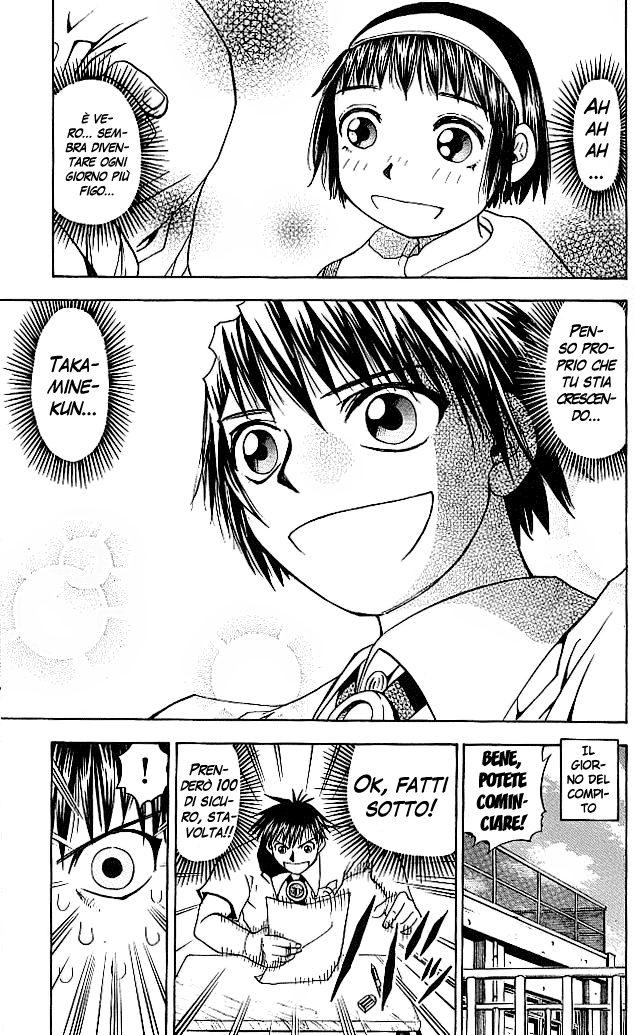 AH
AH
AH
...
È VE-
RO... SEM-
BRA DIVEN-
TARE OGNI
GIORNO PIÙ
FIGO...
PEN-
SO PRO-
PRIO CHE
TU STIA
CRESCEN-
DO...
TAKA-
MINE-
KUN...
IL
GIOR-
NO DEL
COMPI-
TO
BENE,
POTETE
COMIN-
CIARE!
OK, FATTI
SOTTO!
PREN-
DERÒ 100
DI SICU-
RO, STA-
VOLTA!!
!